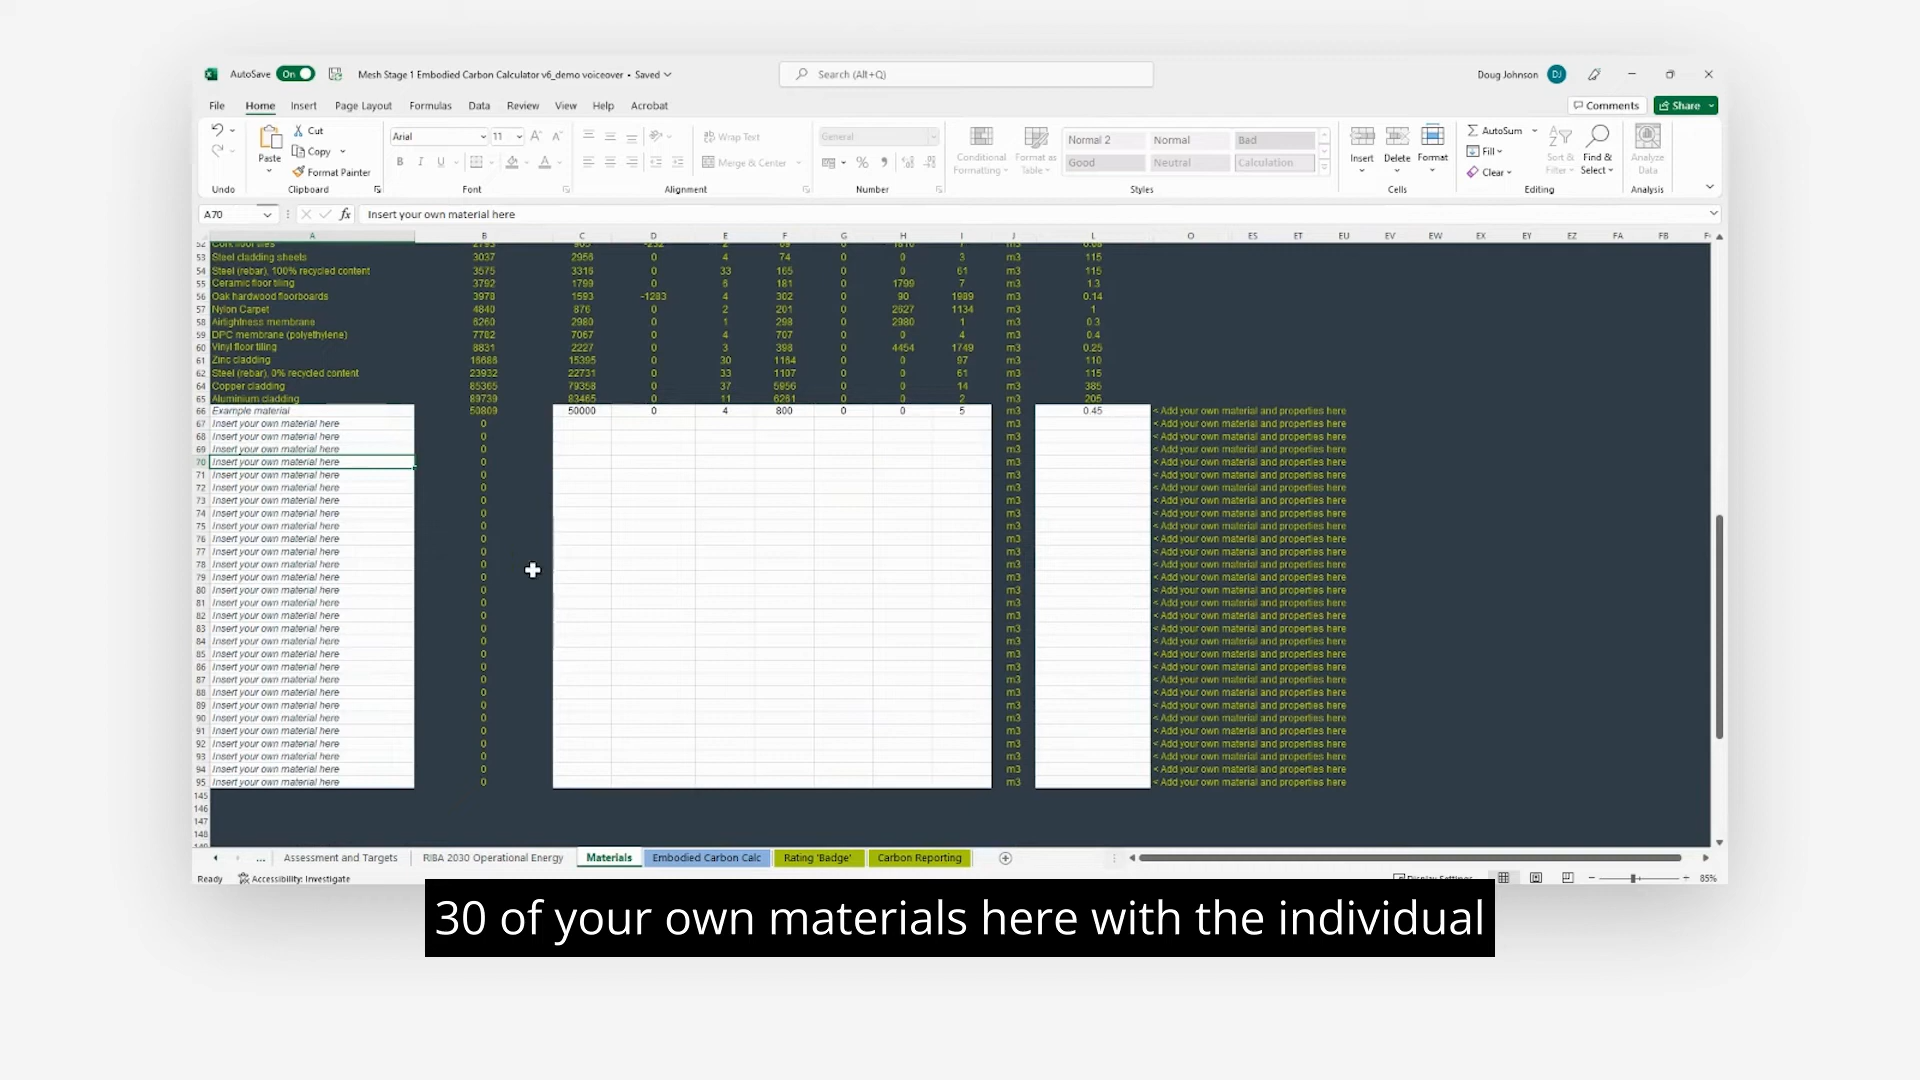 AutoSave On Mesh Stage 1 Embodied Carbon Calculator v6_demo voiceover • Saved Search (Alt+Q) Doug Johnson DJ
File Home Insert Page Layout Formulas Data Review View Help Acrobat Comments Share
Cut
Copy
Format Painter
Paste
Arial 11
B I U
Wrap Text
Merge & Center
General
Conditional Formatting
Format as Table
Normal 2 Normal Bad
Good Neutral Calculation
Insert Delete Format
AutoSum
Fill
Clear
Sort & Filter
Find & Select
Analyze Data
Undo Clipboard Font Alignment Number Styles Cells Editing Analysis
A70 fx Insert your own material here
A B C D E F G H I J L O ES ET EU EV EW EX EY EZ FA FB
52 Cork floor tiles
53 Steel cladding sheets 3037 2956 0 4 74 0 0 3 m3 115
54 Steel (rebar), 100% recycled content 3575 3316 0 33 165 0 0 61 m3 115
55 Ceramic floor tiling 3792 1799 0 6 181 0 1799 7 m3 1.3
56 Oak hardwood floorboards 3978 1593 -1283 4 302 0 90 1989 m3 0.14
57 Nylon Carpet 4840 876 0 2 201 0 2627 1134 m3 1
58 Airtightness membrane 6260 2980 0 1 298 0 2980 1 m3 0.3
59 DPC membrane (polyethylene) 7782 7067 0 4 707 0 0 4 m3 0.4
60 Vinyl floor tiling 8831 2227 0 3 398 0 4454 1749 m3 0.25
61 Zinc cladding 16686 15395 0 30 1164 0 0 97 m3 110
62 Steel (rebar), 0% recycled content 23932 22731 0 33 1107 0 0 61 m3 115
64 Copper cladding 85365 79358 0 37 5956 0 0 14 m3 385
65 Aluminium cladding 89739 83465 0 11 6261 0 0 2 m3 205
66 Example material 50809 50000 0 4 800 0 0 5 m3 0.45 < Add your own material and properties here
67 Insert your own material here 0 m3 < Add your own material and properties here
68 Insert your own material here 0 m3 < Add your own material and properties here
69 Insert your own material here 0 m3 < Add your own material and properties here
70 Insert your own material here 0 m3 < Add your own material and properties here
71 Insert your own material here 0 m3 < Add your own material and properties here
72 Insert your own material here 0 m3 < Add your own material and properties here
73 Insert your own material here 0 m3 < Add your own material and properties here
74 Insert your own material here 0 m3 < Add your own material and properties here
75 Insert your own material here 0 m3 < Add your own material and properties here
76 Insert your own material here 0 m3 < Add your own material and properties here
77 Insert your own material here 0 m3 < Add your own material and properties here
78 Insert your own material here 0 m3 < Add your own material and properties here
79 Insert your own material here 0 m3 < Add your own material and properties here
80 Insert your own material here 0 m3 < Add your own material and properties here
81 Insert your own material here 0 m3 < Add your own material and properties here
82 Insert your own material here 0 m3 < Add your own material and properties here
83 Insert your own material here 0 m3 < Add your own material and properties here
84 Insert your own material here 0 m3 < Add your own material and properties here
85 Insert your own material here 0 m3 < Add your own material and properties here
86 Insert your own material here 0 m3 < Add your own material and properties here
87 Insert your own material here 0 m3 < Add your own material and properties here
88 Insert your own material here 0 m3 < Add your own material and properties here
89 Insert your own material here 0 m3 < Add your own material and properties here
90 Insert your own material here 0 m3 < Add your own material and properties here
91 Insert your own material here 0 m3 < Add your own material and properties here
92 Insert your own material here 0 m3 < Add your own material and properties here
93 Insert your own material here 0 m3 < Add your own material and properties here
94 Insert your own material here 0 m3 < Add your own material and properties here
95 Insert your own material here 0 m3 < Add your own material and properties here
145
146
147
148
... Assessment and Targets RIBA 2030 Operational Energy Materials Embodied Carbon Calc Rating 'Badge' Carbon Reporting
Ready Accessibility: Investigate Display Settings 85%
30 of your own materials here with the individual